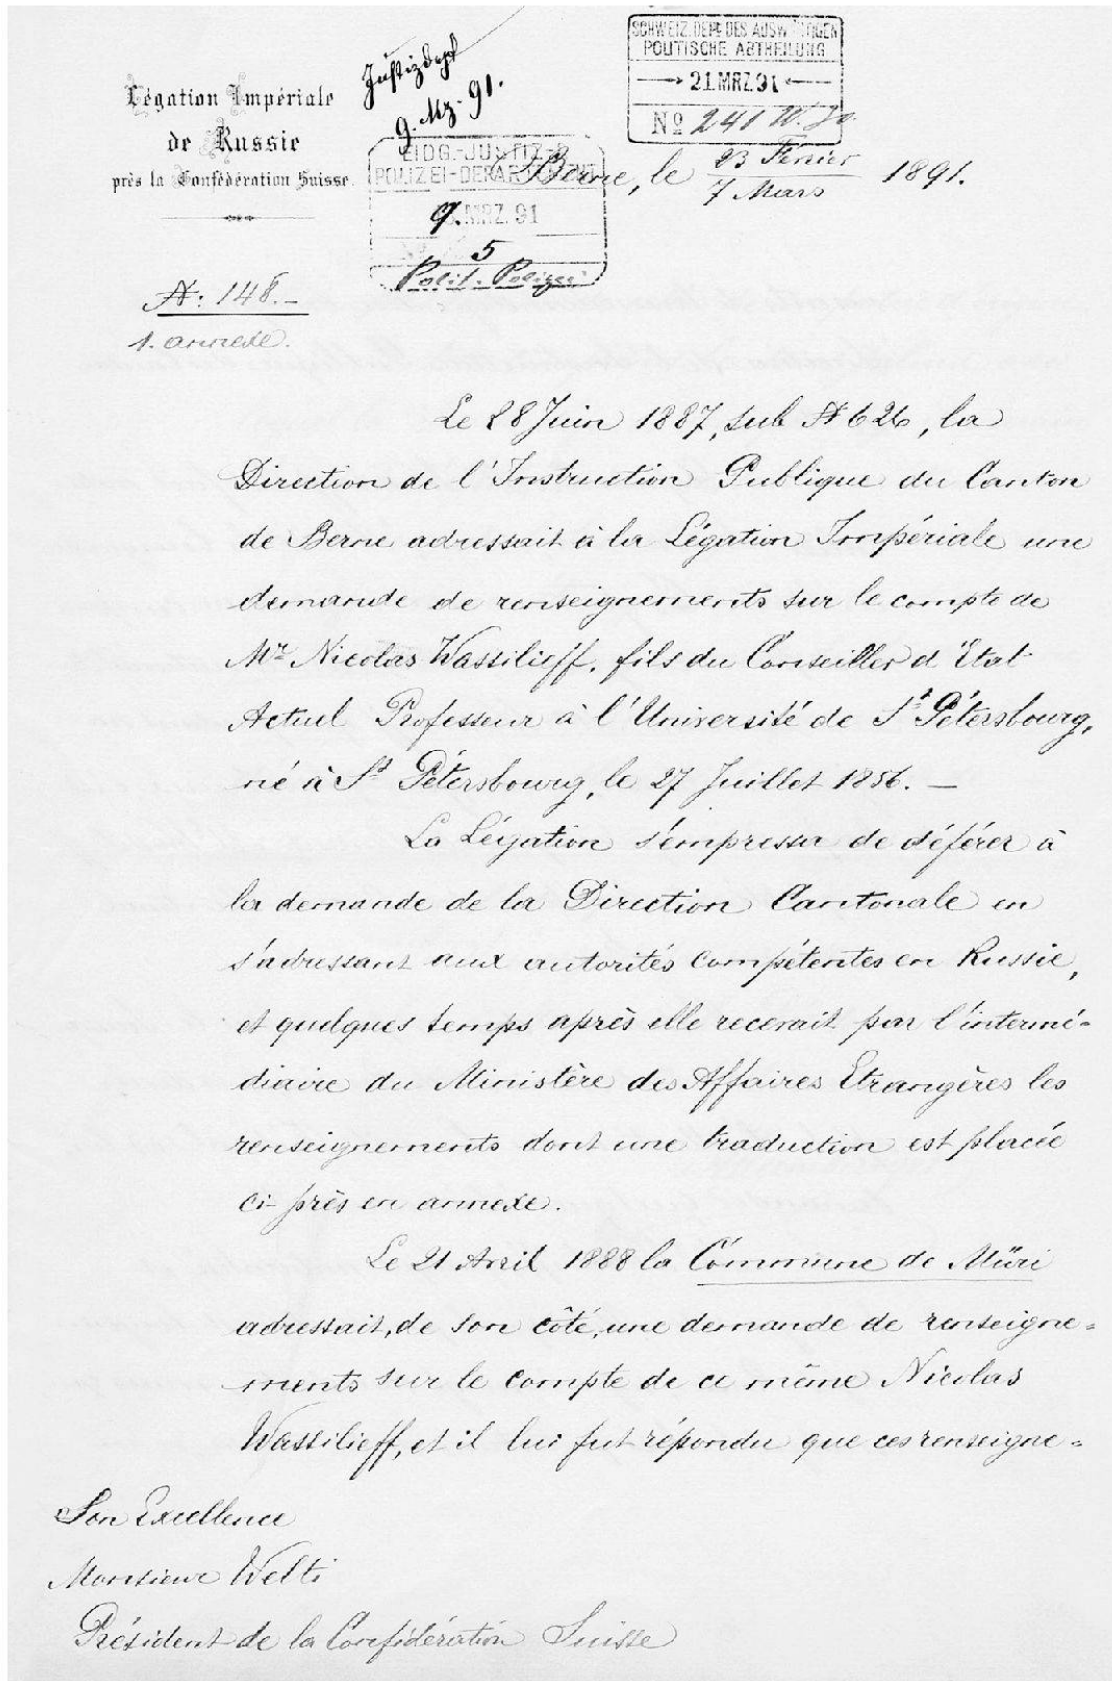 Légation Impériale
de Russie
près la Confédération Suisse.
Justizdept
9. Mz. 91.
SCHWEIZ. DEPT. DES AUSWÄRTIGEN
POLITISCHE ABTHEILUNG
21. MRZ. 91
No 241
EIDG. JUSTIZ- &
POLIZEI-DEPARTEMENT
9. MRZ. 91
5
Polit. Polizei
Berne, le 23 Février / 7 Mars 1891.
N: 148.-
1. annexe.
Le 28 Juin 1887, sub N 626, la
Direction de l'Instruction Publique du Canton
de Berne adressait à la Légation Impériale une
demande de renseignements sur le compte de
Mr Nicolas Wassilieff, fils du Conseiller d'Etat
Actuel Professeur à l'Université de St Pétersbourg,
né à St Pétersbourg, le 27 Juillet 1856. —
La Légation s'empressa de déférer à
la demande de la Direction Cantonale en
s'adressant aux autorités compétentes en Russie,
et quelques temps après elle recevait par l'intermé-
diaire du Ministère des Affaires Etrangères les
renseignements dont une traduction est placée
ci-près en annexe.
Le 21 Avril 1888 la Commune de Müri
adressait, de son côté, une demande de renseigne-
ments sur le compte de ce même Nicolas
Wassilieff, et il lui fut répondu que ces renseigne-
Son Excellence
Monsieur Welti
Président de la Confédération Suisse